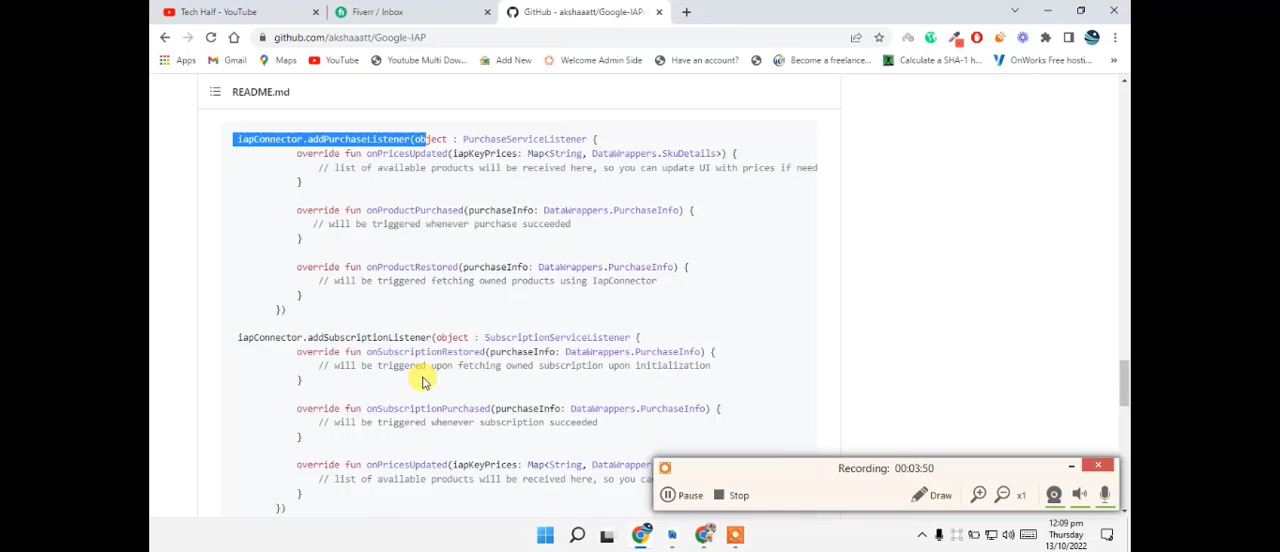 Tech Half - YouTube
Fiverr / Inbox
GitHub - akshaaatt/Google-IAP:
github.com/akshaaatt/Google-IAP
Apps
Gmail
Maps
YouTube
Youtube Multi Dow...
Add New
Welcome Admin Side
Have an account?
Become a freelance...
Calculate a SHA-1 h...
OnWorks Free hosti...
»
README.md
iapConnector.addPurchaseListener(object : PurchaseServiceListener {
override fun onPricesUpdated(iapKeyPrices: Map<String, DataWrappers.SkuDetails>) {
// list of available products will be received here, so you can update UI with prices if need
}
override fun onProductPurchased(purchaseInfo: DataWrappers.PurchaseInfo) {
// will be triggered whenever purchase succeeded
}
override fun onProductRestored(purchaseInfo: DataWrappers.PurchaseInfo) {
// will be triggered fetching owned products using IapConnector
}
})
iapConnector.addSubscriptionListener(object : SubscriptionServiceListener {
override fun onSubscriptionRestored(purchaseInfo: DataWrappers.PurchaseInfo) {
// will be triggered upon fetching owned subscription upon initialization
}
override fun onSubscriptionPurchased(purchaseInfo: DataWrappers.PurchaseInfo) {
// will be triggered whenever subscription succeeded
}
override fun onPricesUpdated(iapKeyPrices: Map<String, DataWrappers.
// list of available products will be received here, so you ca
}
})
Recording: 00:03:50
Pause
Stop
Draw
x1
12:09 pm
Thursday
13/10/2022